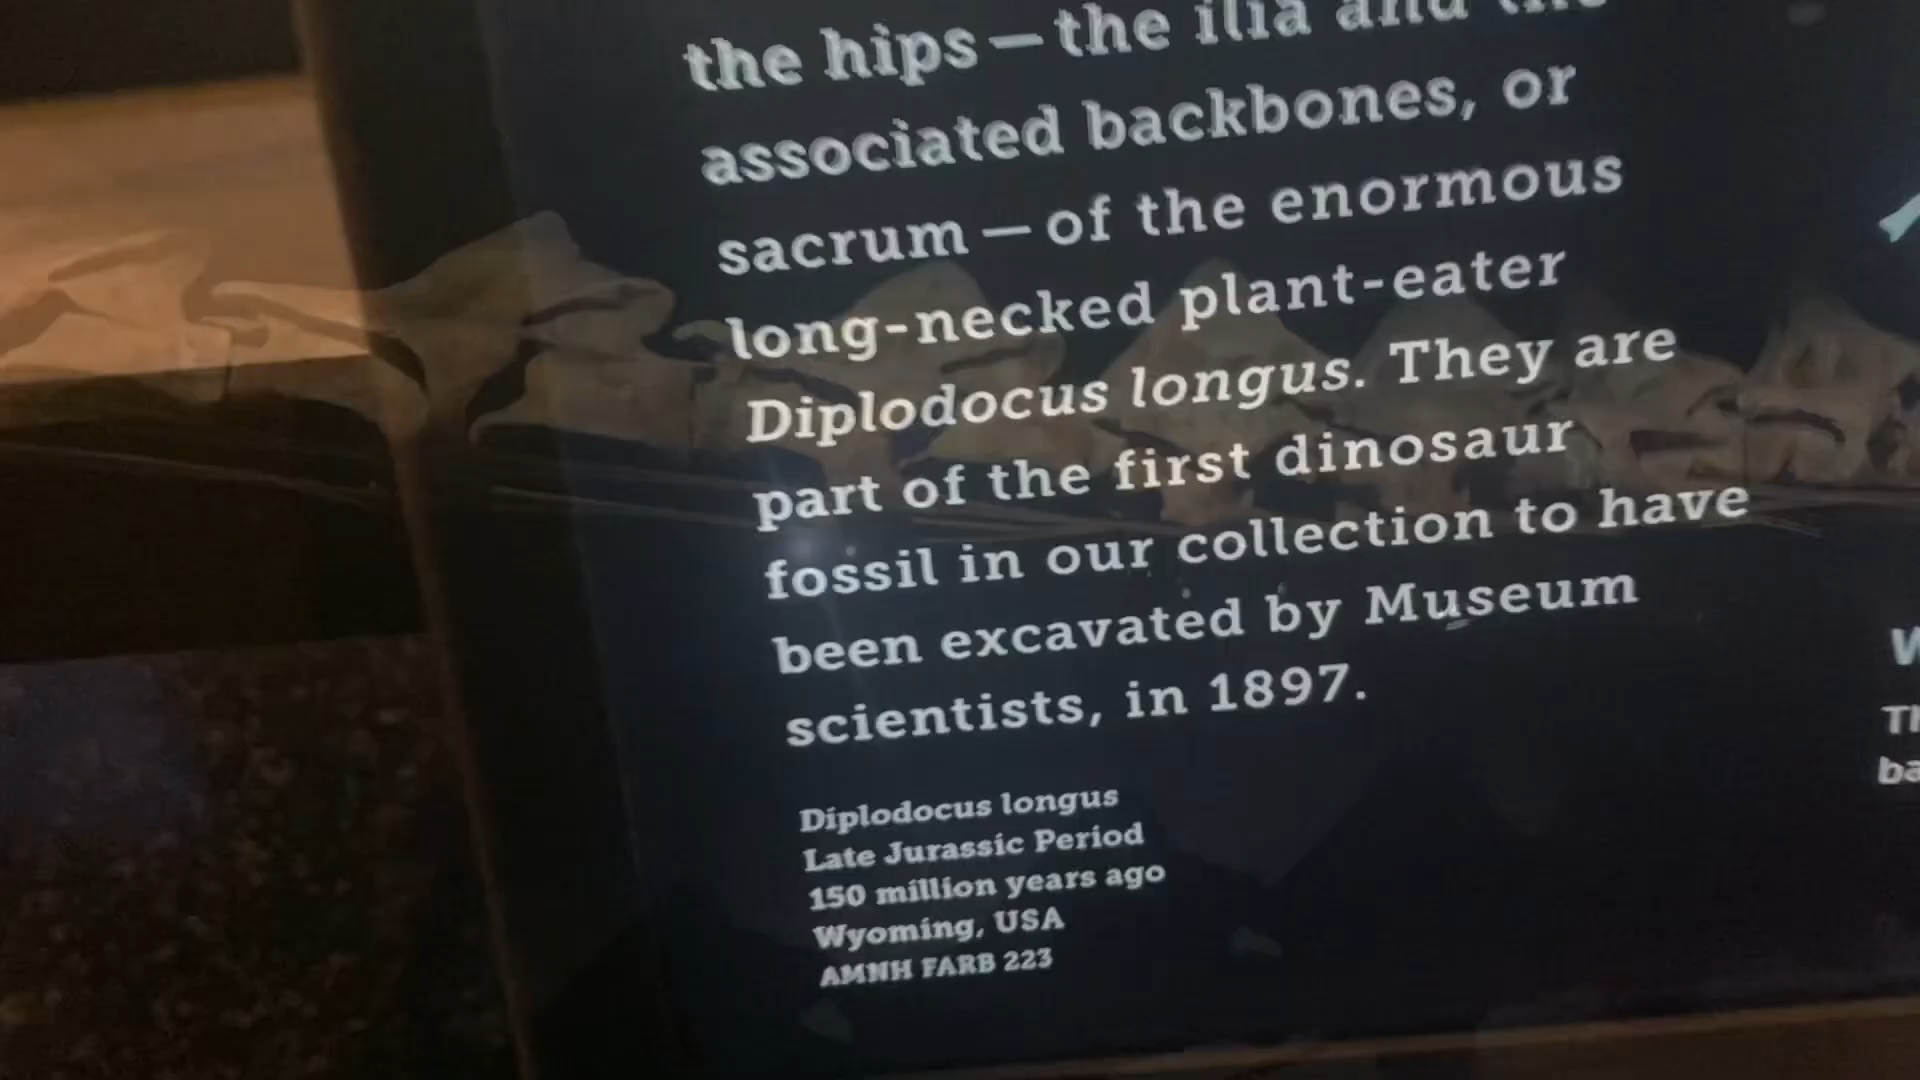 the hips — the ilia and the
associated backbones, or
sacrum — of the enormous
long-necked plant-eater
Diplodocus longus. They are
part of the first dinosaur
fossil in our collection to have
been excavated by Museum
scientists, in 1897.
Diplodocus longus
Late Jurassic Period
150 million years ago
Wyoming, USA
AMNH FARB 223